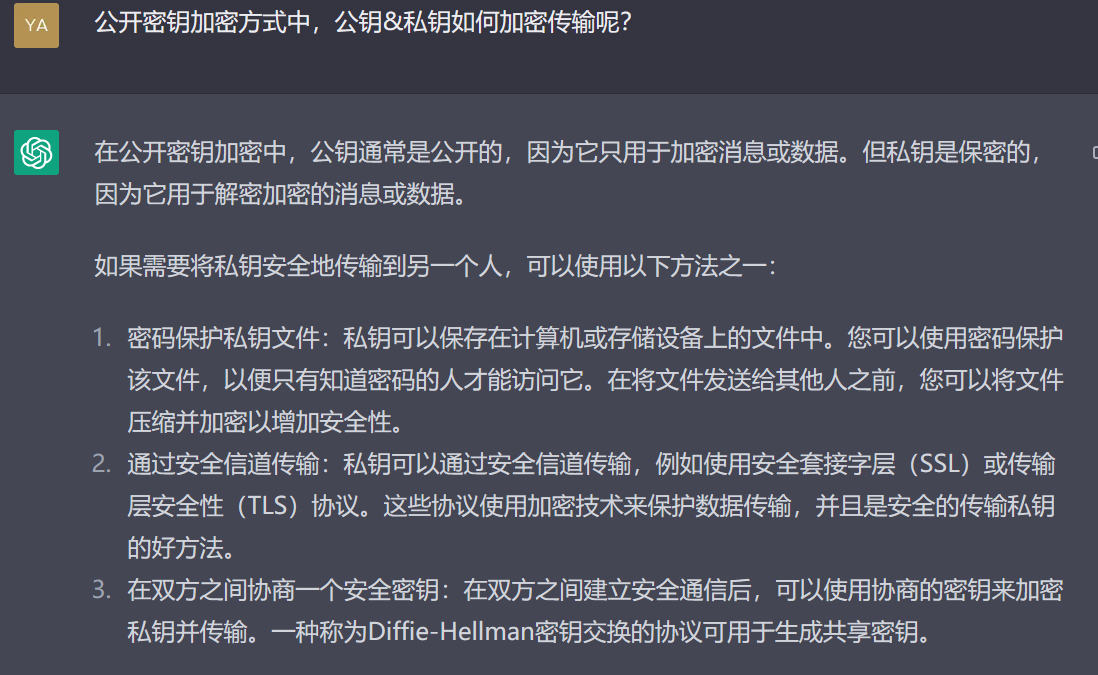 YA
公开密钥加密方式中，公钥&私钥如何加密传输呢？
在公开密钥加密中，公钥通常是公开的，因为它只用于加密消息或数据。但私钥是保密的，
因为它用于解密加密的消息或数据。
如果需要将私钥安全地传输到另一个人，可以使用以下方法之一：
1. 密码保护私钥文件：私钥可以保存在计算机或存储设备上的文件中。您可以使用密码保护
该文件，以便只有知道密码的人才能访问它。在将文件发送给其他人之前，您可以将文件
压缩并加密以增加安全性。
2. 通过安全信道传输：私钥可以通过安全信道传输，例如使用安全套接字层（SSL）或传输
层安全性（TLS）协议。这些协议使用加密技术来保护数据传输，并且是安全的传输私钥
的好方法。
3. 在双方之间协商一个安全密钥：在双方之间建立安全通信后，可以使用协商的密钥来加密
私钥并传输。一种称为Diffie-Hellman密钥交换的协议可用于生成共享密钥。